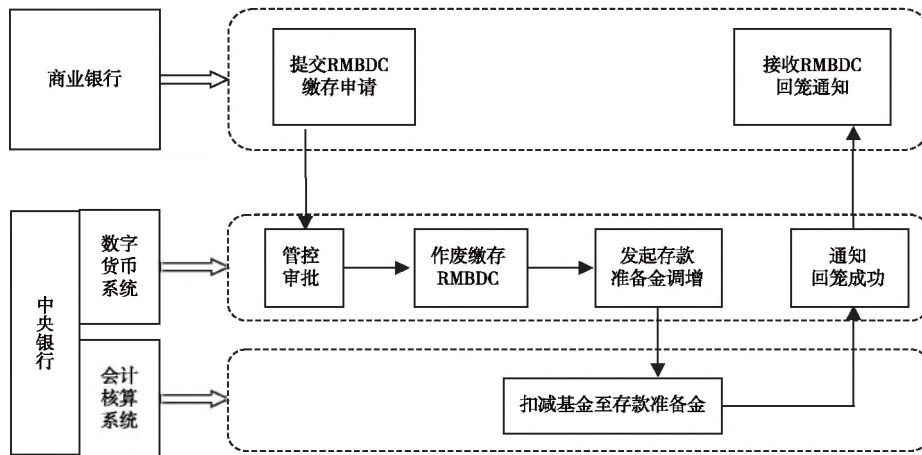 商业银行
提交RMBDC
缴存申请
接收RMBDC
回笼通知
中央银行
数字
货币
系统
管控
审批
作废缴存
RMBDC
发起存款
准备金调增
通知
回笼成功
会计
核算
系统
扣减基金至存款准备金